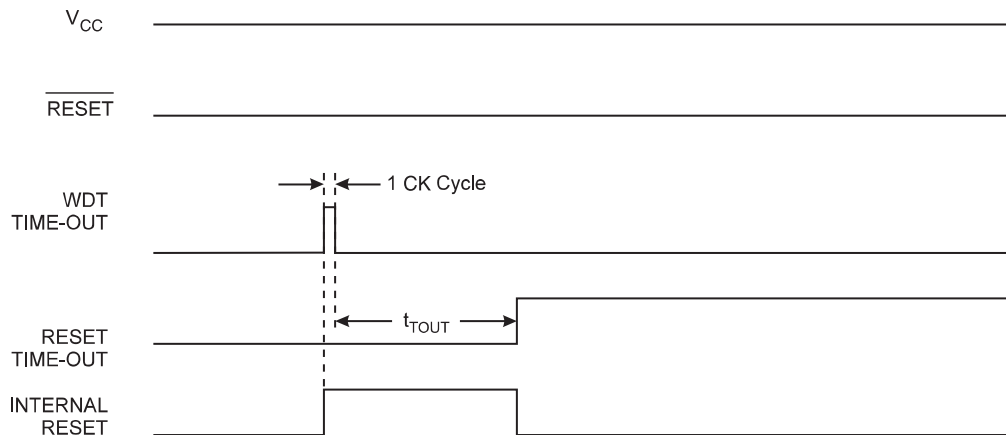 VCC
RESET
1 CK Cycle
WDT
TIME-OUT
tTOUT
RESET
TIME-OUT
INTERNAL
RESET